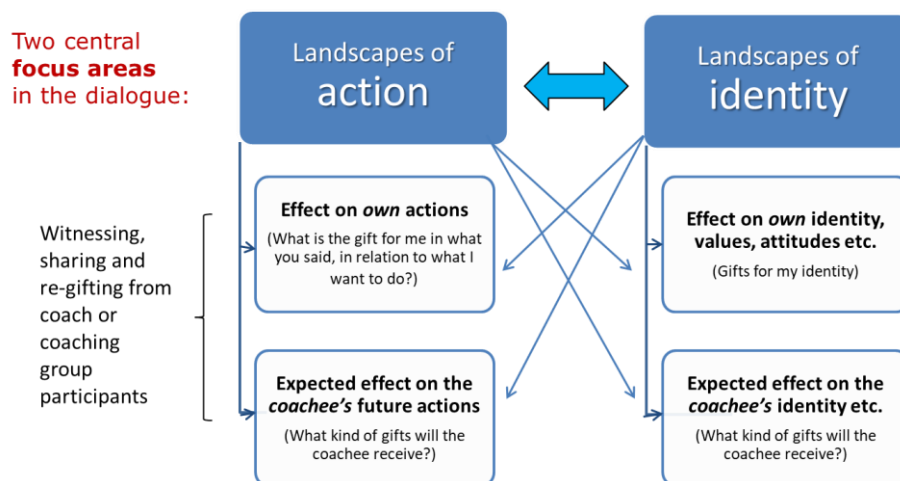 Two central
focus areas
in the dialogue:
Landscapes of
action
Landscapes of
identity
Witnessing,
sharing and
re-gifting from
coach or
coaching
group
participants
Effect on own actions
(What is the gift for me in what
you said, in relation to what I
want to do?)
Effect on own identity,
values, attitudes etc.
(Gifts for my identity)
Expected effect on the
coachee's future actions
(What kind of gifts will the
coachee receive?)
Expected effect on the
coachee's identity etc.
(What kind of gifts will the
coachee receive?)